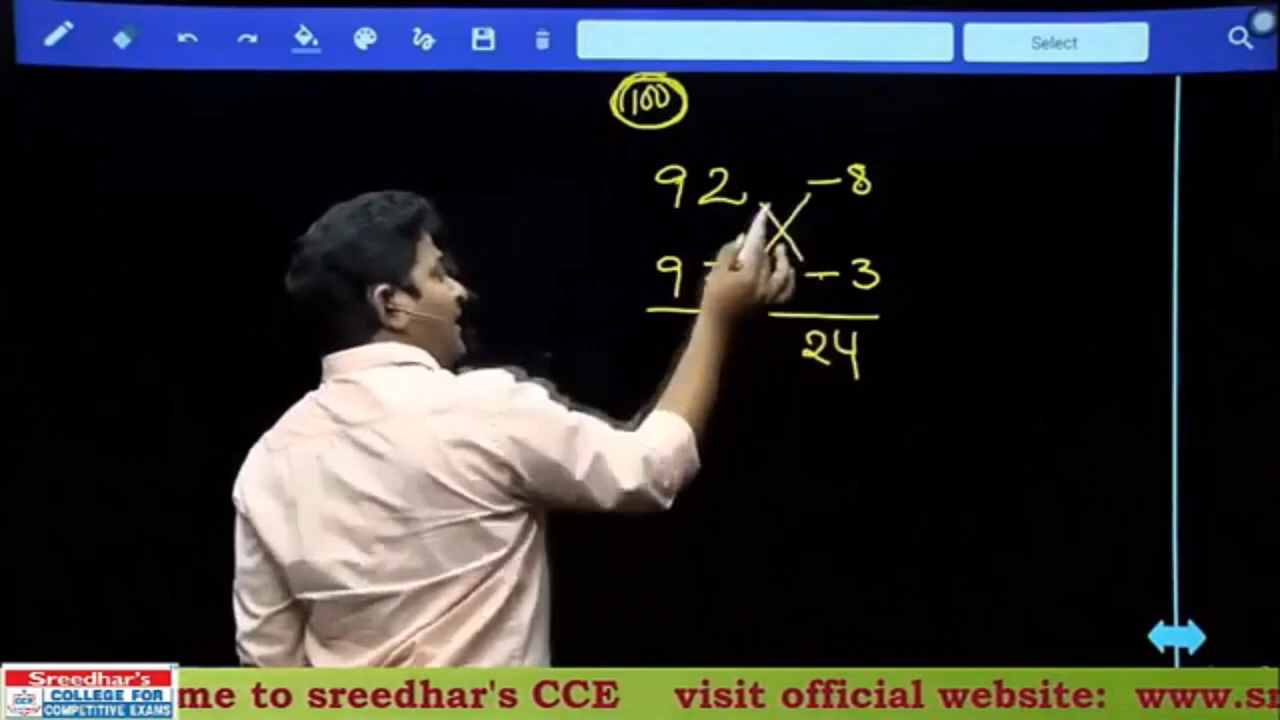 Select
100
92 -8
9 -3
24
Sreedhar's
COLLEGE FOR
CCE
COMPETITIVE EXAMS
me to sreedhar's CCE visit official website: www.s